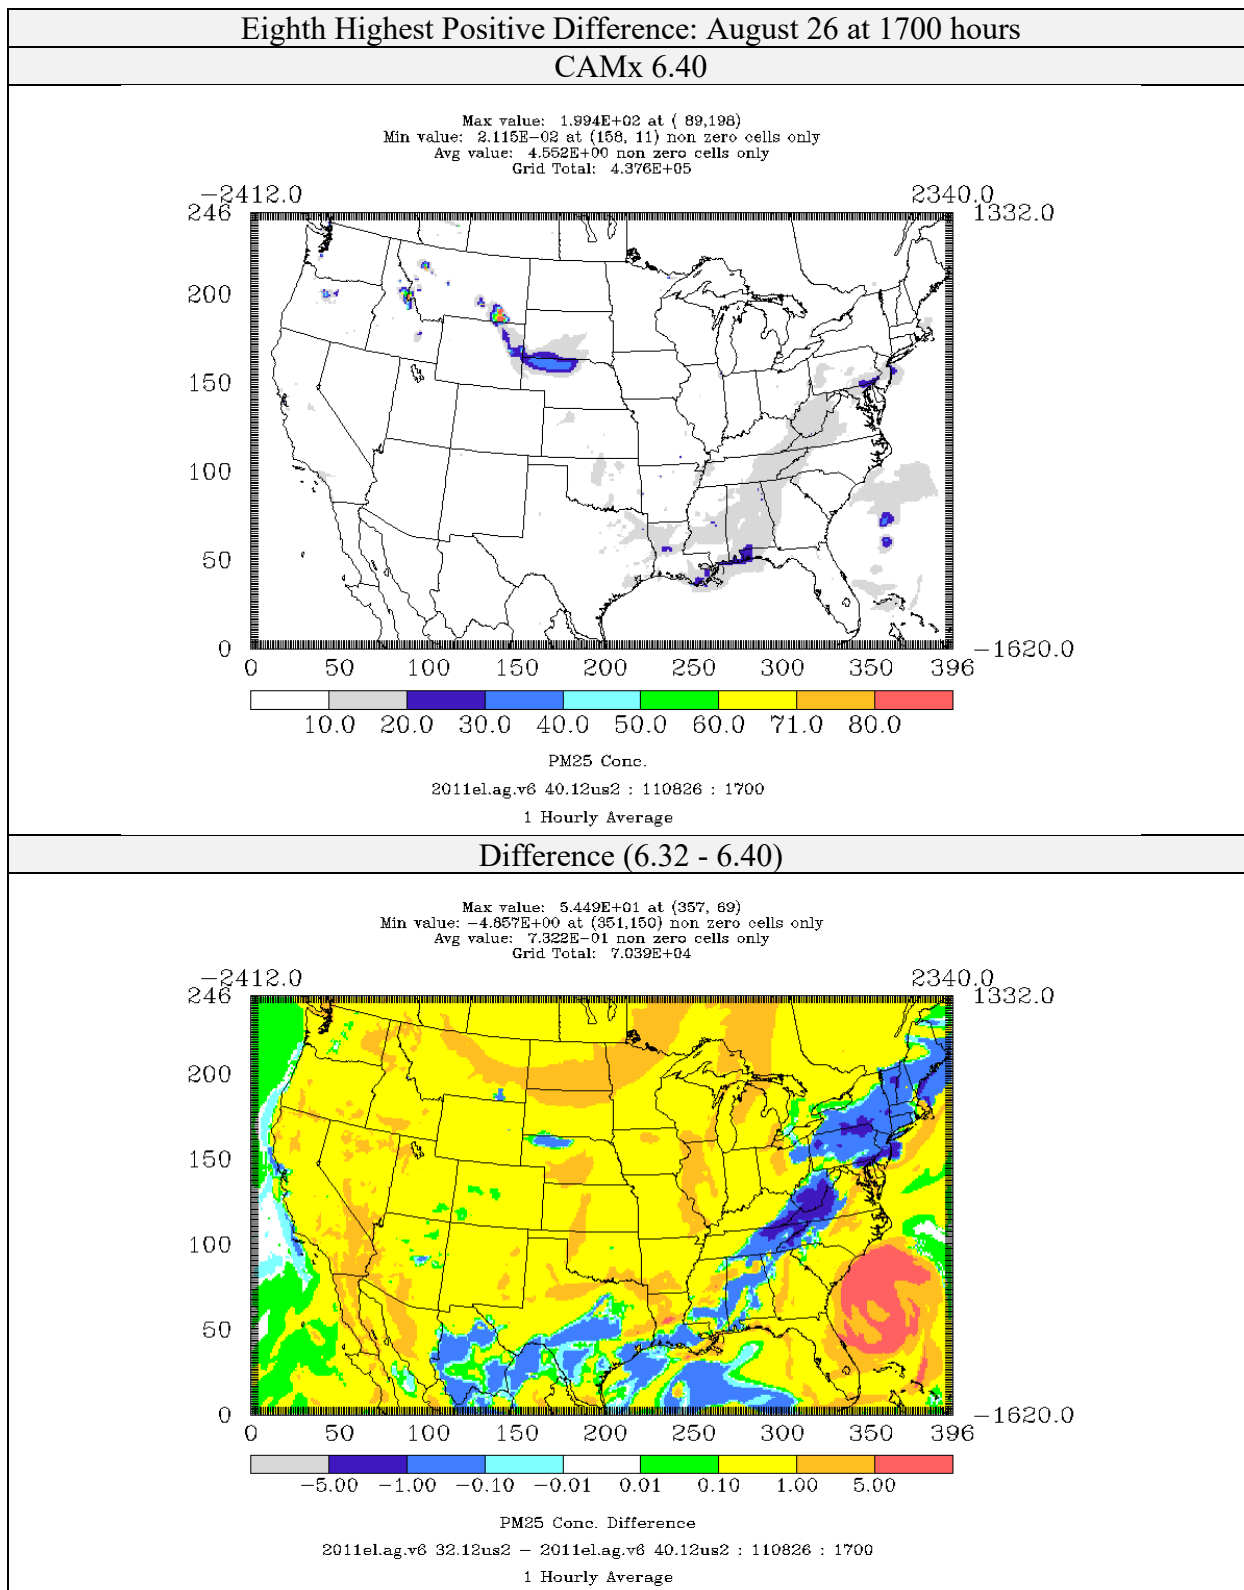 Eighth Highest Positive Difference: August 26 at 1700 hours
CAMx 6.40
Max value: 1.994E+02 at ( 89,198)
Min value: 2.115E-02 at (158, 11) non zero cells only
Avg value: 4.552E+00 non zero cells only
Grid Total: 4.376E+05
-2412.0 2340.0
246 1332.0
200
150
100
50
0 -1620.0
0 50 100 150 200 250 300 350 396
10.0 20.0 30.0 40.0 50.0 60.0 71.0 80.0
PM25 Conc.
2011el.ag.v6 40.12us2 : 110826 : 1700
1 Hourly Average
Difference (6.32 - 6.40)
Max value: 5.449E+01 at (357, 69)
Min value: -4.857E+00 at (351,150) non zero cells only
Avg value: 7.322E-01 non zero cells only
Grid Total: 7.039E+04
-2412.0 2340.0
246 1332.0
200
150
100
50
0 -1620.0
0 50 100 150 200 250 300 350 396
-5.00 -1.00 -0.10 -0.01 0.01 0.10 1.00 5.00
PM25 Conc. Difference
2011el.ag.v6 32.12us2 - 2011el.ag.v6 40.12us2 : 110826 : 1700
1 Hourly Average